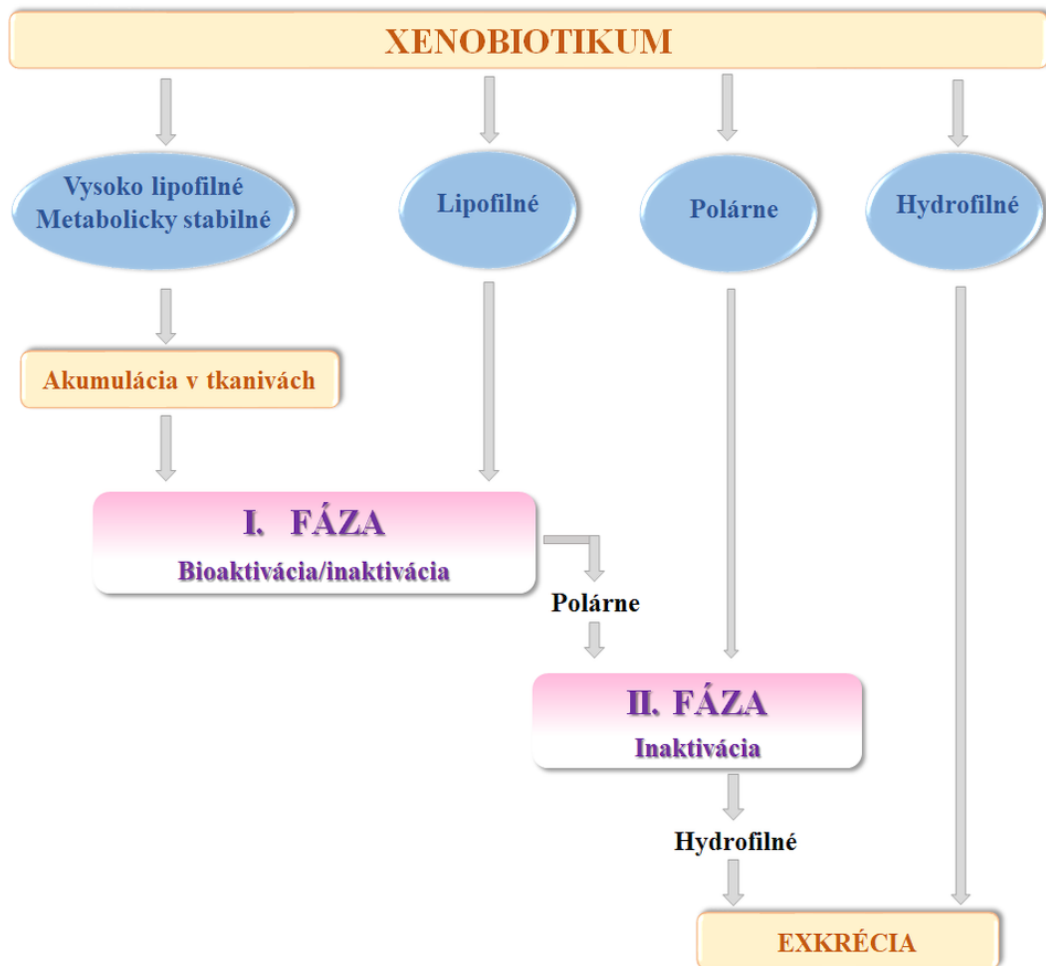 XENOBIOTIKUM
Vysoko lipofilné
Metabolicky stabilné
Lipofilné
Polárne
Hydrofilné
Akumulácia v tkanivách
I. FÁZA
Bioaktivácia/inaktivácia
Polárne
II. FÁZA
Inaktivácia
Hydrofilné
EXKRÉCIA